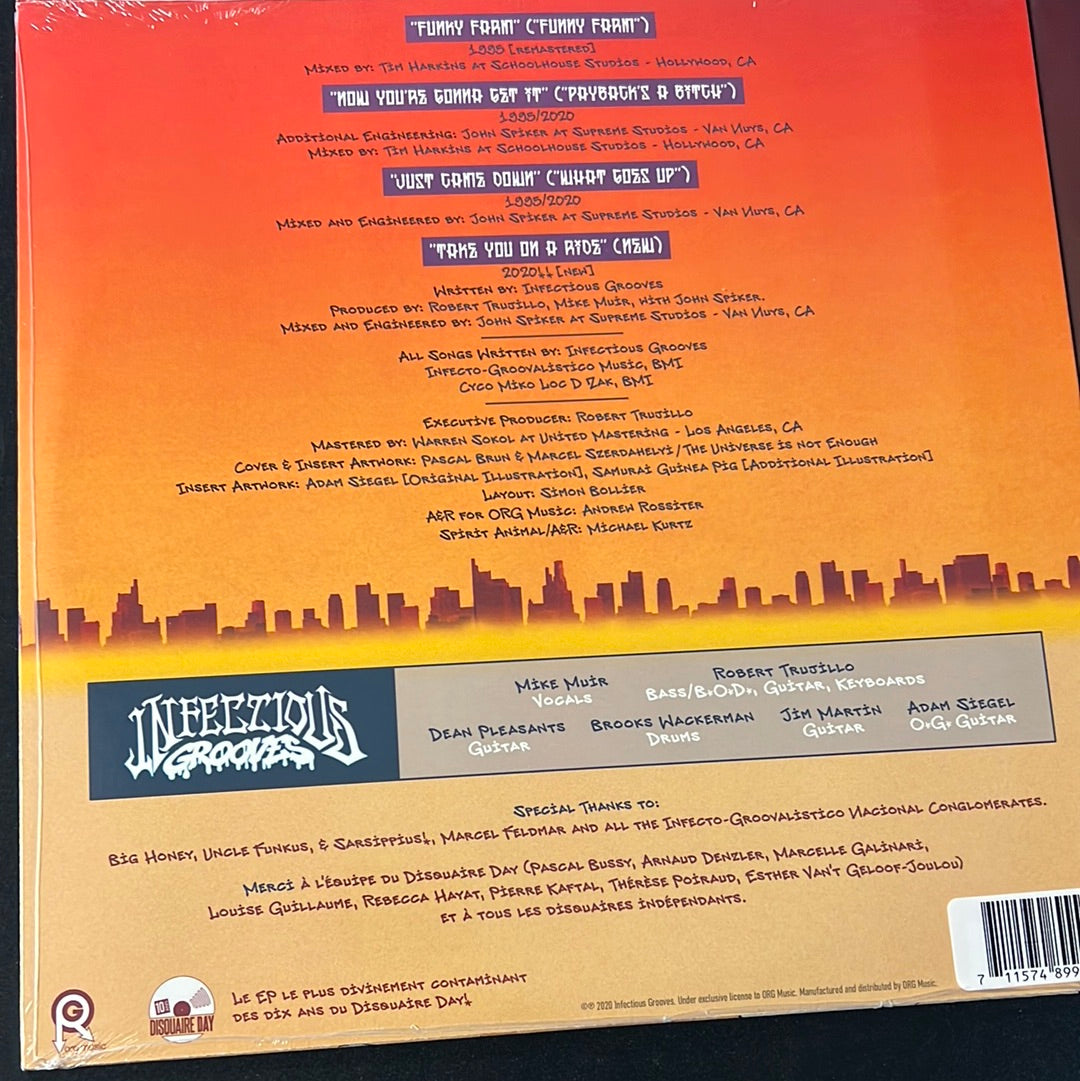 "FUNKY FARM" ("FUNNY FARM")
1995 [REMASTERED]
MIXED BY: TIM HARKINS AT SCHOOLHOUSE STUDIOS - HOLLYWOOD, CA
"NOW YOU'RE GONNA GET IT" ("PAYBACK'S A BITCH")
1995/2020
ADDITIONAL ENGINEERING: JOHN SPIKER AT SUPREME STUDIOS - VAN NUYS, CA
MIXED BY: TIM HARKINS AT SCHOOLHOUSE STUDIOS - HOLLYWOOD, CA
"JUST CAME DOWN" ("WHAT GOES UP")
1995/2020
MIXED AND ENGINEERED BY: JOHN SPIKER AT SUPREME STUDIOS - VAN NUYS, CA
"TAKE YOU ON A RIDE" (NEW)
2020!! [NEW]
WRITTEN BY: INFECTIOUS GROOVES
PRODUCED BY: ROBERT TRUJILLO, MIKE MUIR, WITH JOHN SPIKER.
MIXED AND ENGINEERED BY: JOHN SPIKER AT SUPREME STUDIOS - VAN NUYS, CA
ALL SONGS WRITTEN BY: INFECTIOUS GROOVES
INFECTO-GROOVALISTICO MUSIC, BMI
CYCO MIKO LOC D ZAK, BMI
EXECUTIVE PRODUCER: ROBERT TRUJILLO
MASTERED BY: WARREN SOKOL AT UNITED MASTERING - LOS ANGELES, CA
COVER & INSERT ARTWORK: PASCAL BRUN & MARCEL SZERDAHELYI / THE UNIVERSE IS NOT ENOUGH
INSERT ARTWORK: ADAM SIEGEL [ORIGINAL ILLUSTRATION], SAMURAI GUINEA PIG [ADDITIONAL ILLUSTRATION]
LAYOUT: SIMON BOLLIER
A&R FOR ORG MUSIC: ANDREW ROSSITER
SPIRIT ANIMAL/A&R: MICHAEL KURTZ
INFECTIOUS
GROOVES
MIKE MUIR
VOCALS
ROBERT TRUJILLO
BASS/B.O.D., GUITAR, KEYBOARDS
DEAN PLEASANTS
GUITAR
BROOKS WACKERMAN
DRUMS
JIM MARTIN
GUITAR
ADAM SIEGEL
O.G. GUITAR
SPECIAL THANKS TO:
BIG HONEY, UNCLE FUNKUS, & SARSIPPIUS!, MARCEL FELDMAR AND ALL THE INFECTO-GROOVALISTICO NACIONAL CONGLOMERATES.
MERCI À L'ÉQUIPE DU DISQUAIRE DAY (PASCAL BUSSY, ARNAUD DENZLER, MARCELLE GALINARI,
LOUISE GUILLAUME, REBECCA HAYAT, PIERRE KAFTAL, THÉRÈSE POIRAUD, ESTHER VAN'T GELOOF-JOULOU)
ET À TOUS LES DISQUAIRES INDÉPENDANTS.
LE EP LE PLUS DIVINEMENT CONTAMINANT
DES DIX ANS DU DISQUAIRE DAY!
DISQUAIRE DAY
©℗ 2020 Infectious Grooves. Under exclusive license to ORG Music. Manufactured and distributed by ORG Music.
7 11574 899